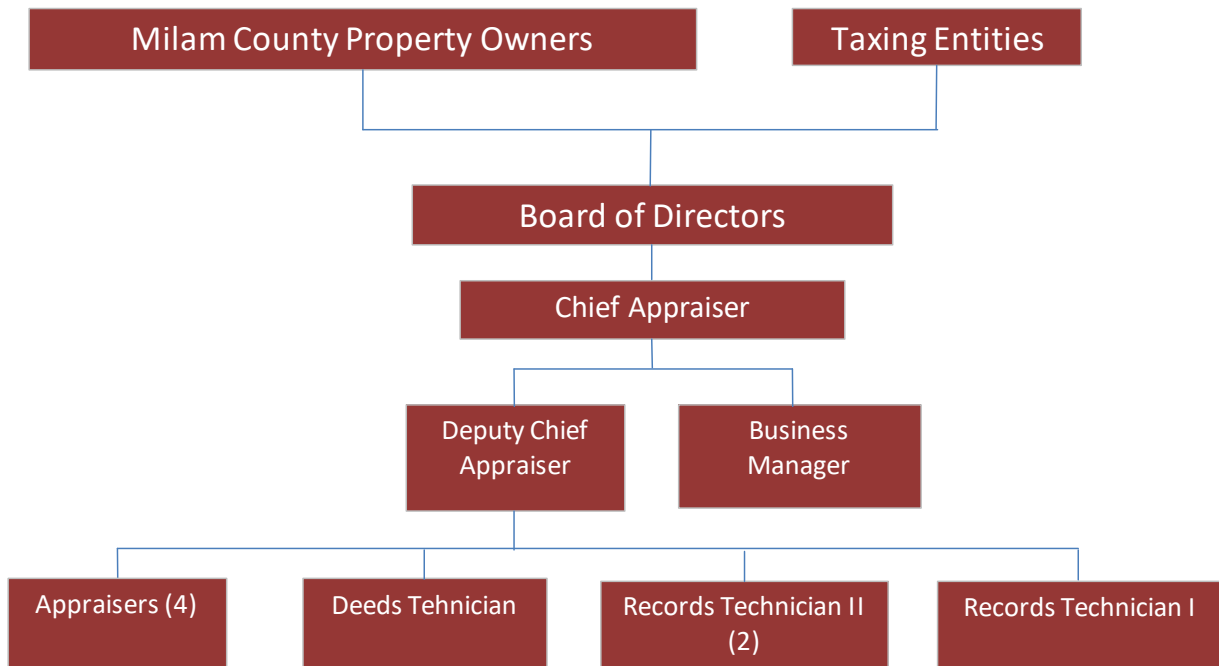 Milam County Property Owners
Taxing Entities
Board of Directors
Chief Appraiser
Deputy Chief
Appraiser
Business
Manager
Appraisers (4)
Deeds Tehnician
Records Technician II
(2)
Records Technician I